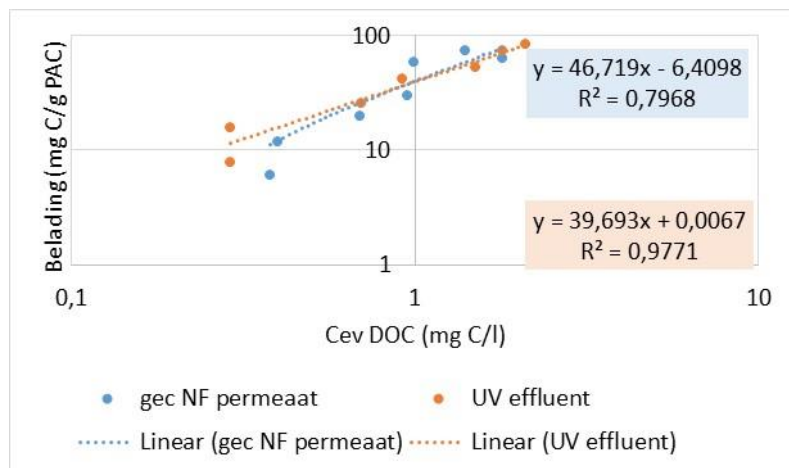 100
10
1
0,1
1
10
Belading (mg C/g PAC)
Cev DOC (mg C/l)
y = 46,719x - 6,4098
R² = 0,7968
y = 39,693x + 0,0067
R² = 0,9771
gec NF permeaat
UV effluent
Linear (gec NF permeaat)
Linear (UV effluent)